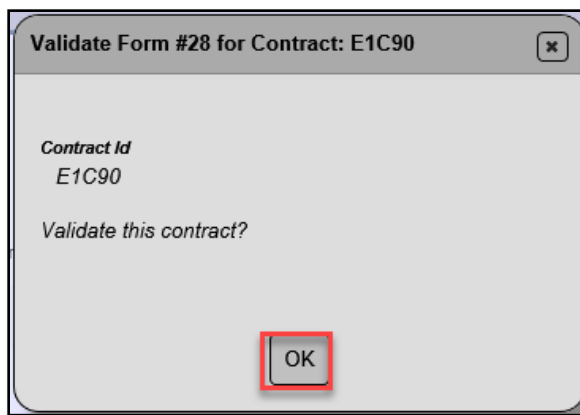 Validate Form #28 for Contract: E1C90
Contract Id
E1C90
Validate this contract?
OK